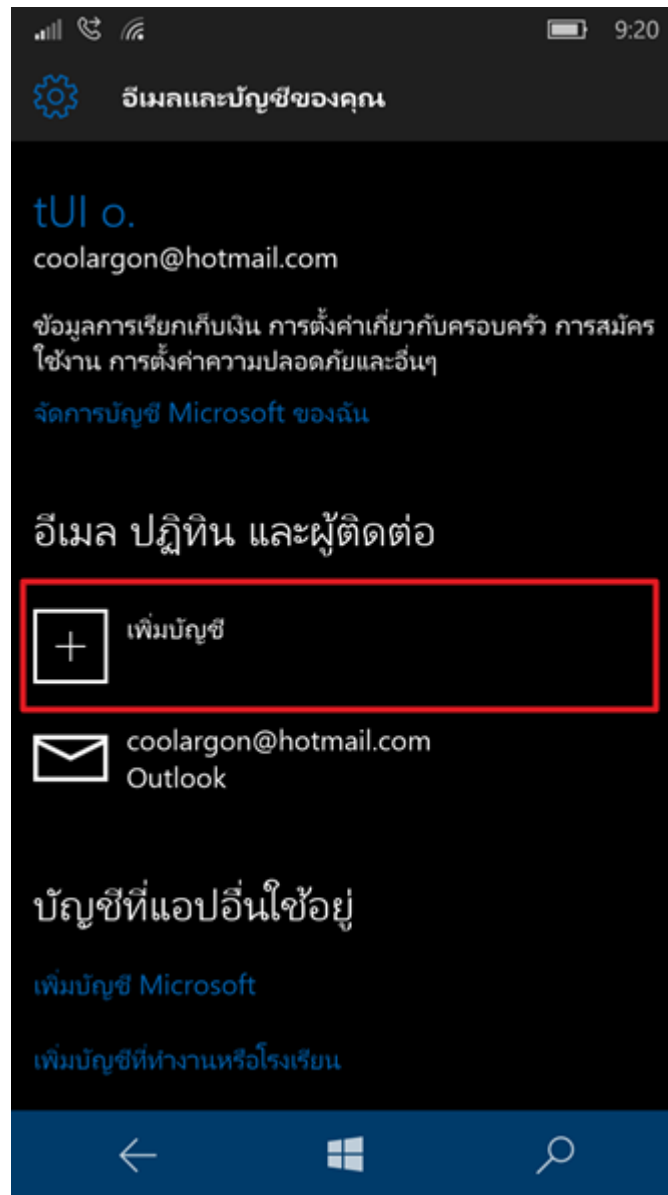 9:20
อีเมลและบัญชีของคุณ
tUI o.
coolargon@hotmail.com
ข้อมูลการเรียกเก็บเงิน การตั้งค่าเกี่ยวกับครอบครัว การสมัคร
ใช้งาน การตั้งค่าความปลอดภัยและอื่นๆ
จัดการบัญชี Microsoft ของฉัน
อีเมล ปฏิทิน และผู้ติดต่อ
เพิ่มบัญชี
coolargon@hotmail.com
Outlook
บัญชีที่แอปอื่นใช้อยู่
เพิ่มบัญชี Microsoft
เพิ่มบัญชีที่ทำงานหรือโรงเรียน